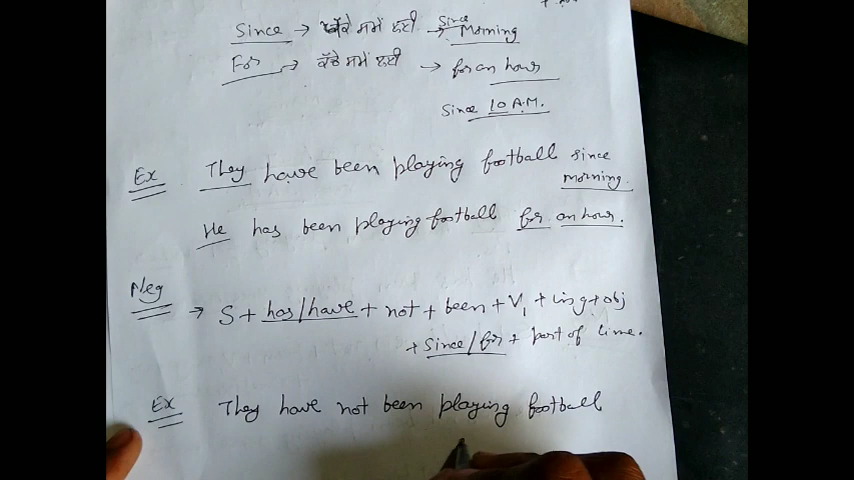 Since → ਪੱਕੇ ਸਮੇਂ ਲਈ → Since Morning
For → ਕੱਚੇ ਸਮੇਂ ਲਈ → for an hour
Since 10 A.M.
Ex They have been playing football since morning.
He has been playing football for an hour.
Neg → S + has/have + not + been + V1 + ing + obj
+ Since/for + part of time.
Ex They have not been playing football